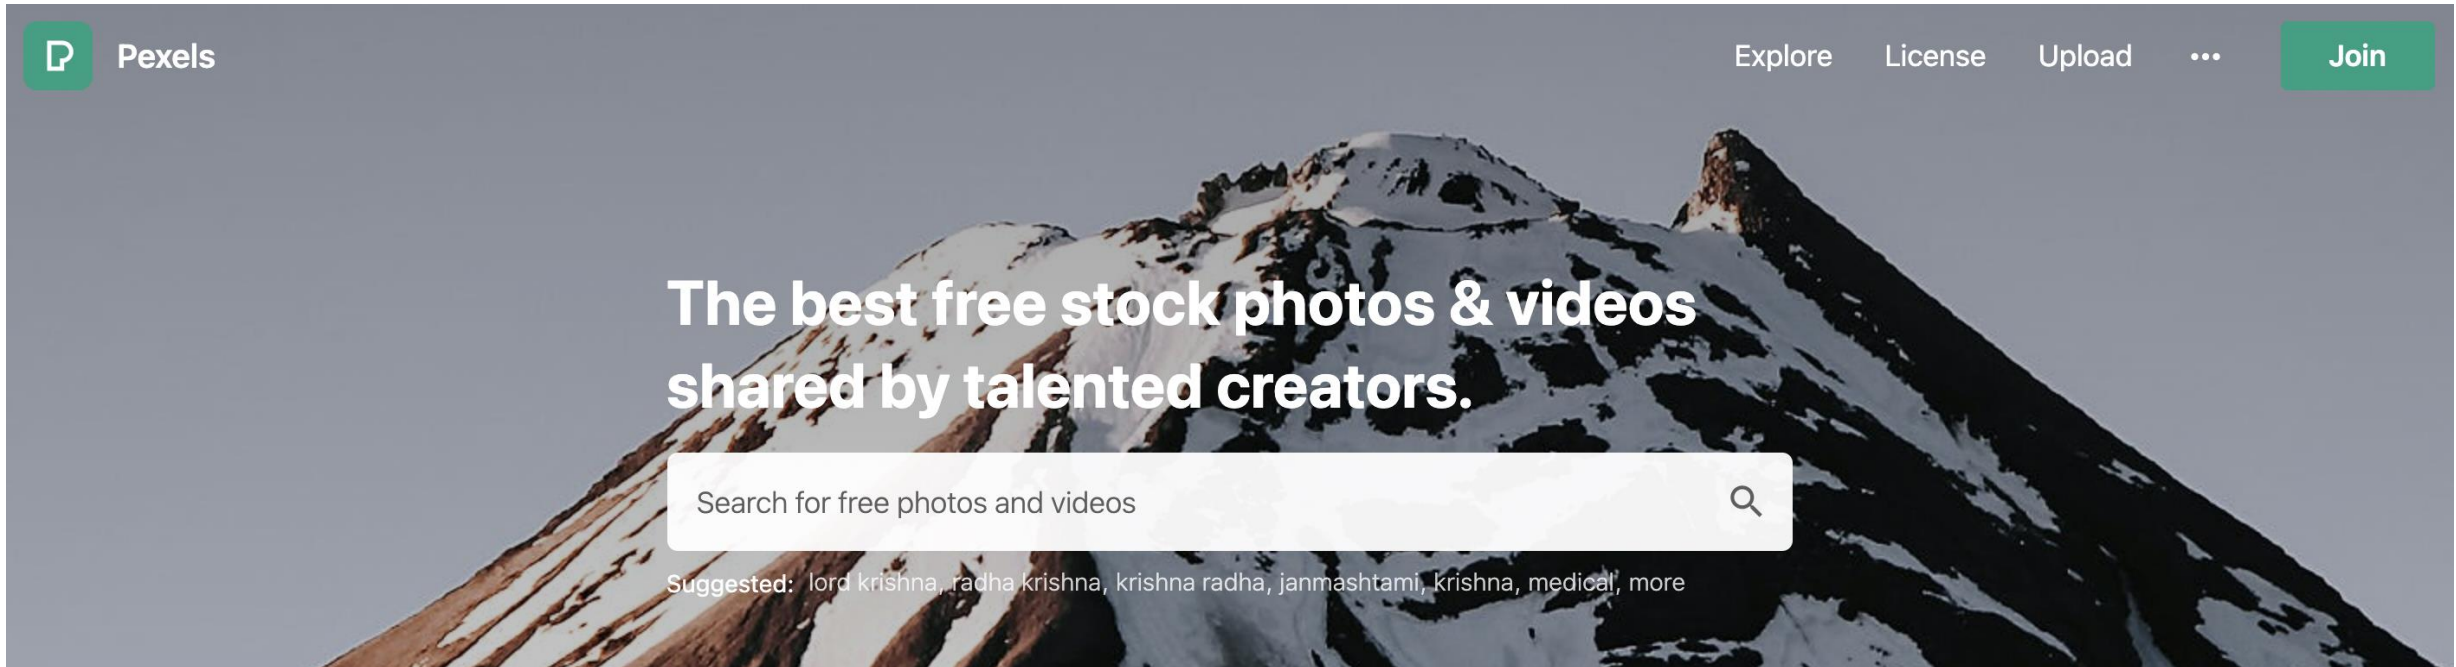 Pexels
Explore License Upload ••• Join
The best free stock photos & videos
shared by talented creators.
Search for free photos and videos
Suggested: lord krishna, radha krishna, krishna radha, janmashtami, krishna, medical, more